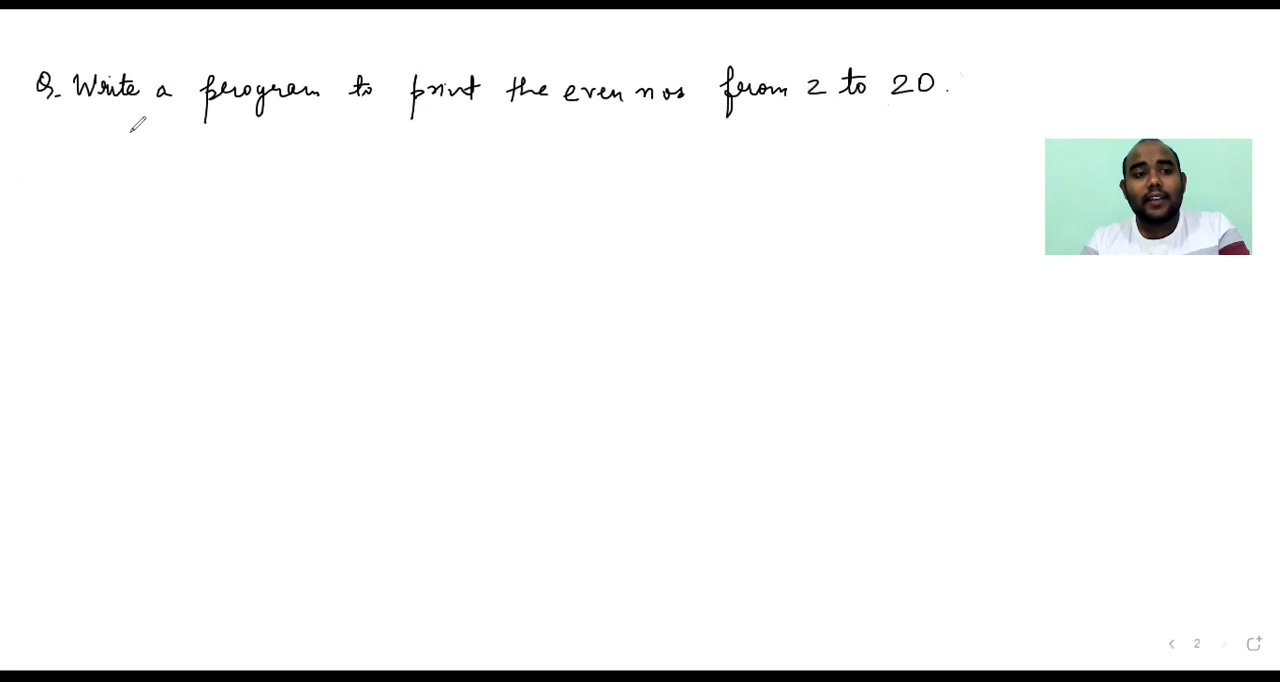 Q. Write a program to print the even nos from 2 to 20.
2